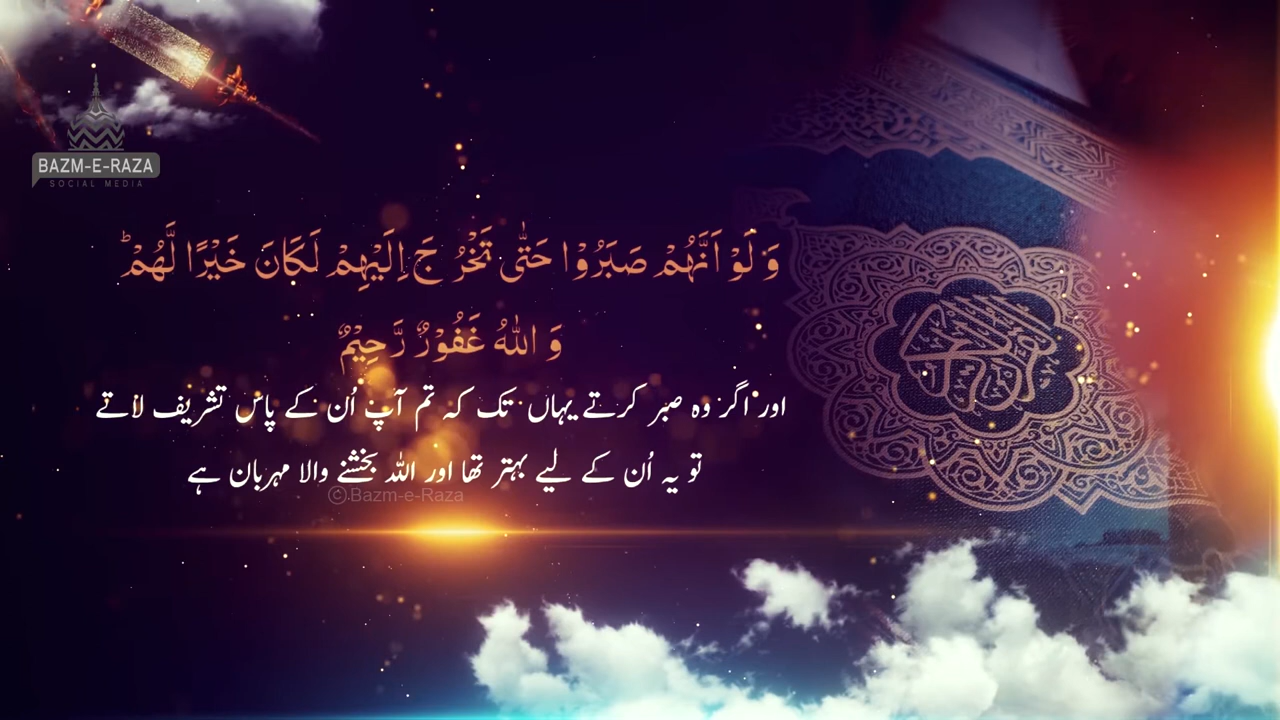 BAZM-E-RAZA
SOCIAL MEDIA
وَ لَوْ اَنَّهُمْ صَبَرُوْا حَتّٰى تَخْرُ جَ اِلَیْهِمْ لَكَانَ خَیْرًا لَّهُمْؕ
وَ اللّٰهُ غَفُوْرٌ رَّ حِیْمٌ
اور اگر وہ صبر کرتے یہاں تک کہ تم آپ اُن کے پاس تشریف لاتے
تو یہ اُن کے لیے بہتر تھا اور اللہ بخشنے والا مہربان ہے
©.Bazm-e-Raza